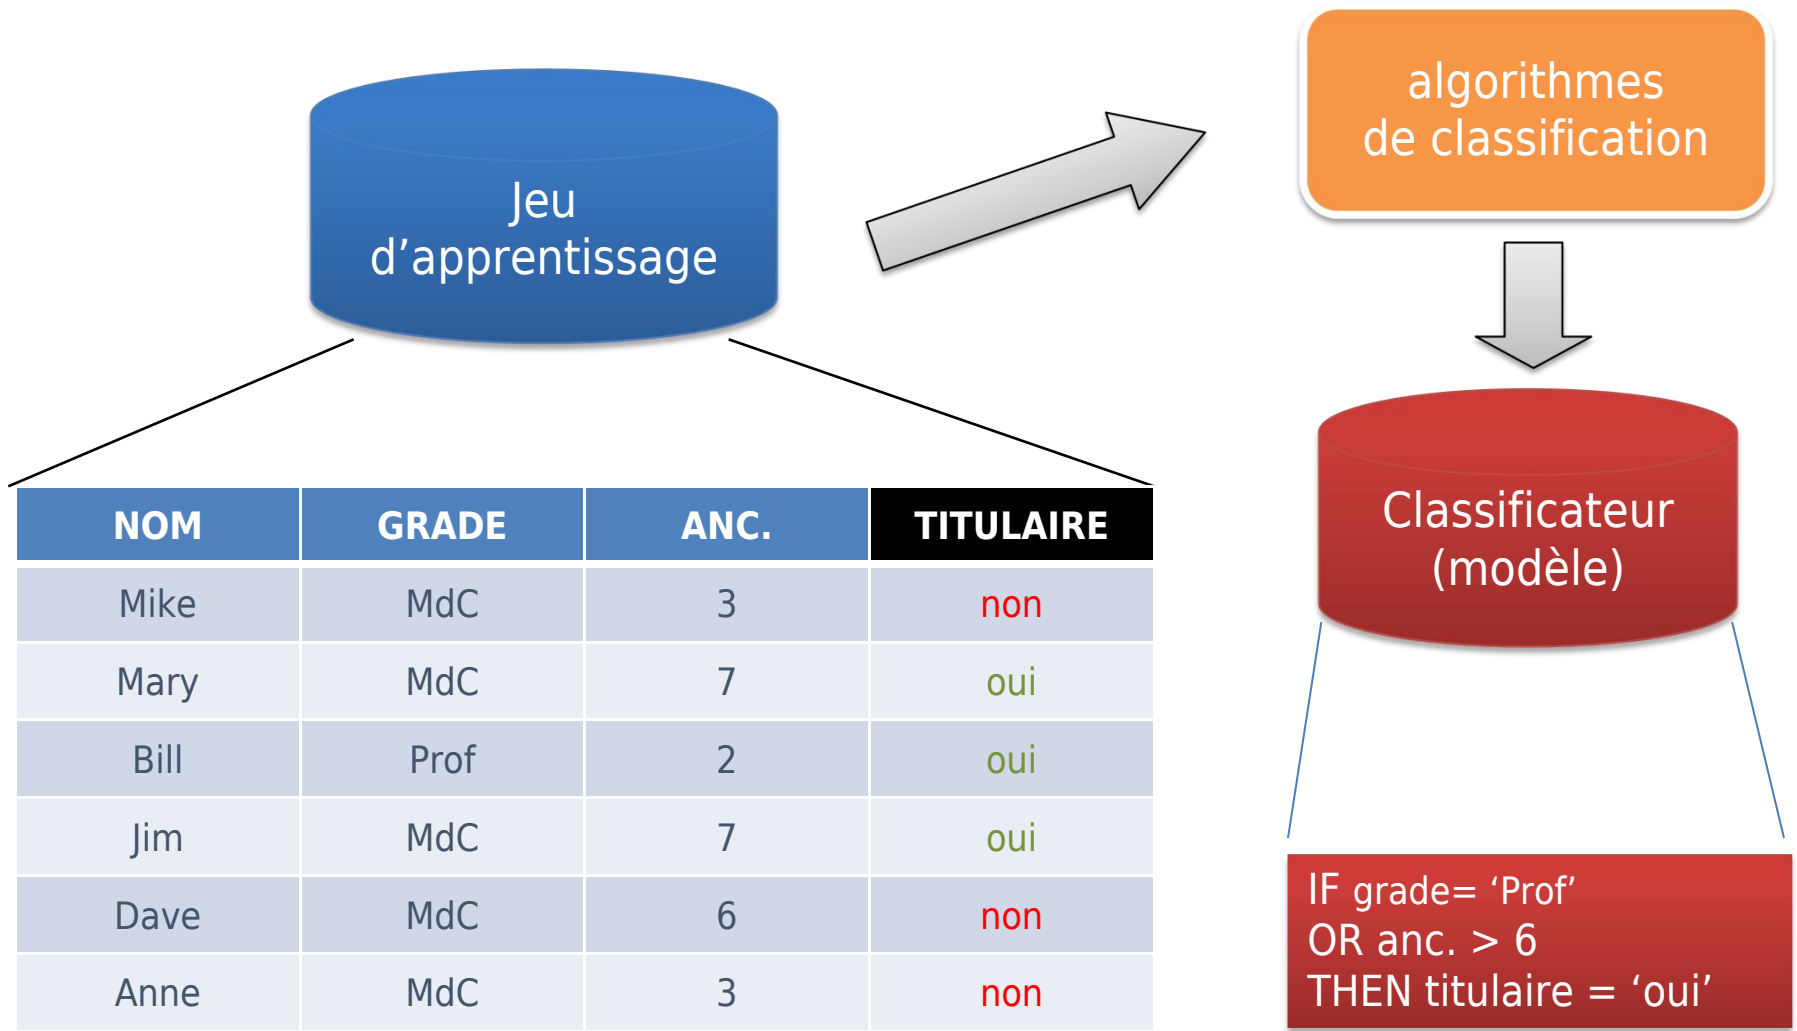 algorithmes
de classification
Jeu
d’apprentissage
Classificateur
(modèle)
NOM GRADE ANC. TITULAIRE
Mike MdC 3 non
Mary MdC 7 oui
Bill Prof 2 oui
Jim MdC 7 oui
Dave MdC 6 non
Anne MdC 3 non
IF grade= ‘Prof’
OR anc. > 6
THEN titulaire = ‘oui’